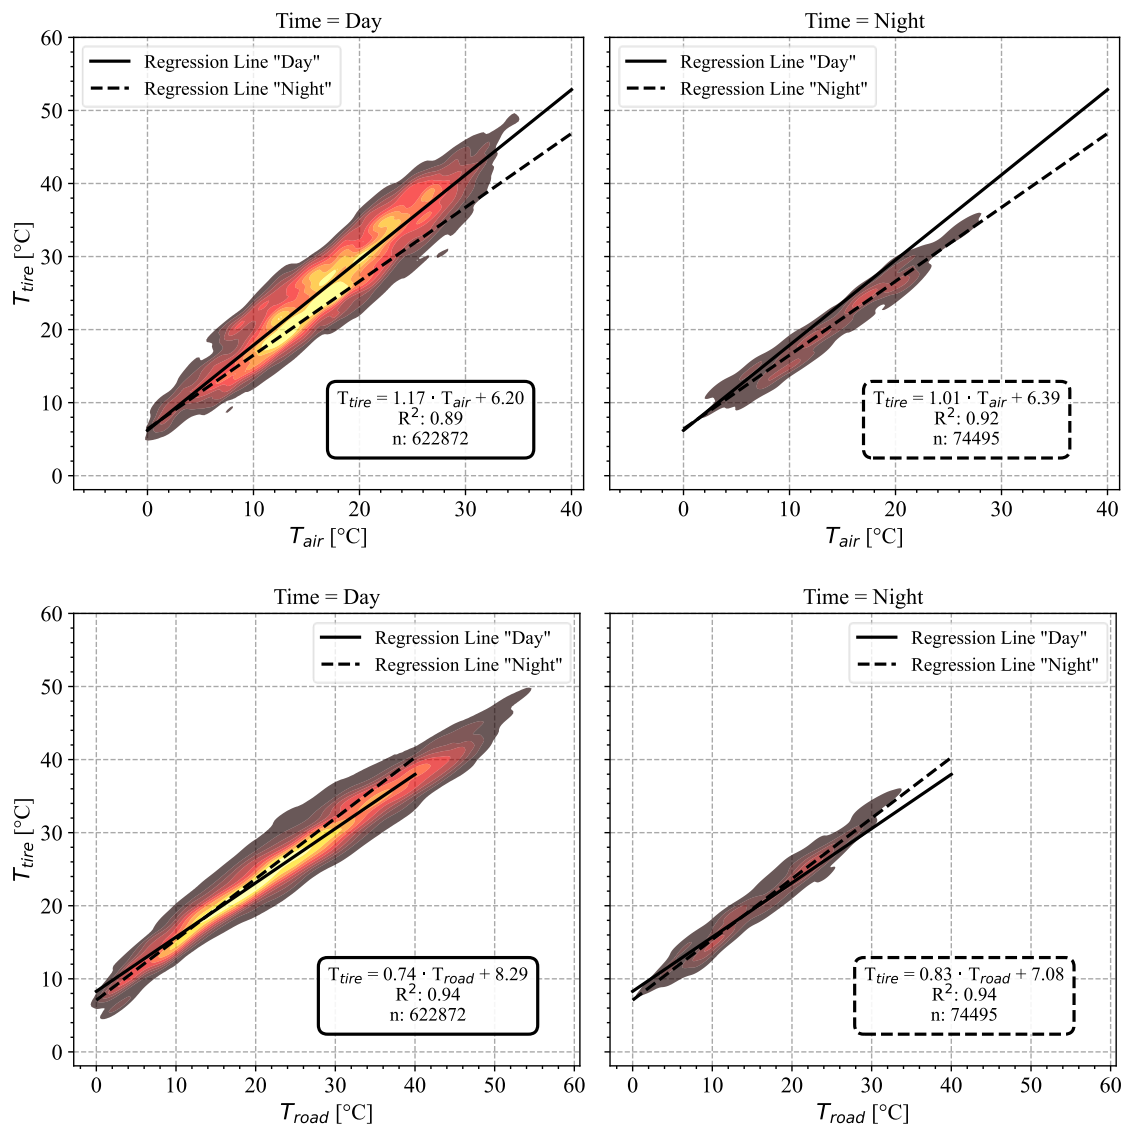 Time = Day
Time = Night
60
50
40
30
20
10
0
T_tire [°C]
Regression Line "Day"
Regression Line "Night"
T_tire = 1.17 · T_air + 6.20
R²: 0.89
n: 622872
0 10 20 30 40
T_air [°C]
Regression Line "Day"
Regression Line "Night"
T_tire = 1.01 · T_air + 6.39
R²: 0.92
n: 74495
0 10 20 30 40
T_air [°C]
Time = Day
Time = Night
60
50
40
30
20
10
0
T_tire [°C]
Regression Line "Day"
Regression Line "Night"
T_tire = 0.74 · T_road + 8.29
R²: 0.94
n: 622872
0 10 20 30 40 50 60
T_road [°C]
Regression Line "Day"
Regression Line "Night"
T_tire = 0.83 · T_road + 7.08
R²: 0.94
n: 74495
0 10 20 30 40 50 60
T_road [°C]